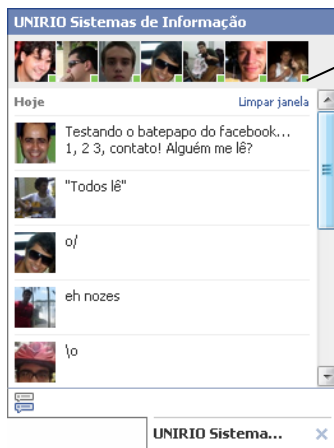 UNIRIO Sistemas de Informação
Hoje Limpar janela
Testando o batepapo do facebook...
1, 2 3, contato! Alguém me lê?
"Todos lê"
o/
eh nozes
\o
UNIRIO Sistema...